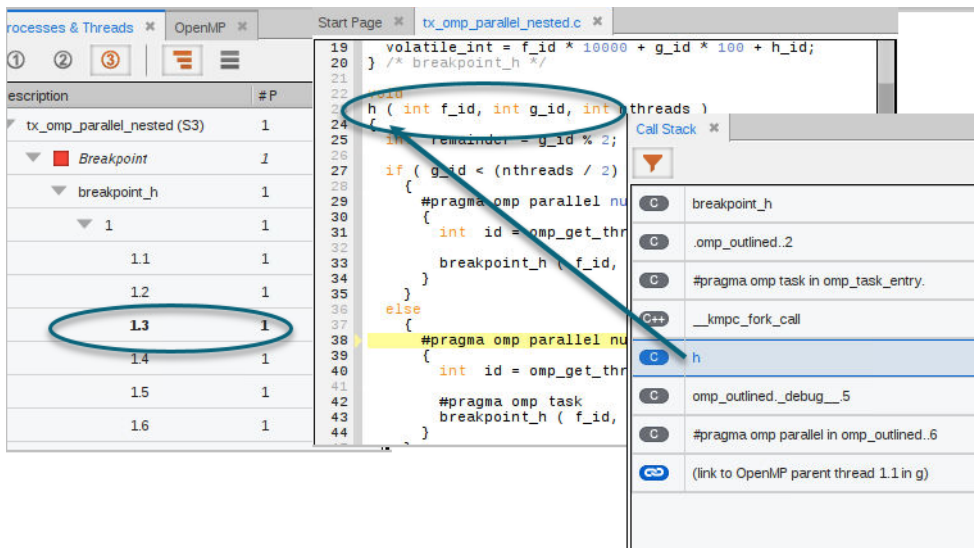 rocesses & Threads ✖ OpenMP ✖
1 2 3
escription #P
tx_omp_parallel_nested (S3) 1
Breakpoint 1
breakpoint_h 1
1 1
1.1 1
1.2 1
1.3 1
1.4 1
1.5 1
1.6 1
Start Page ✖ tx_omp_parallel_nested.c ✖
19 volatile_int = f_id * 10000 + g_id * 100 + h_id;
20 } /* breakpoint_h */
21
22 void
23 h ( int f_id, int g_id, int nthreads )
24 {
25 int remainder = g_id % 2;
26
27 if ( g_id < (nthreads / 2)
28 {
29 #pragma omp parallel nu
30 {
31 int id = omp_get_thr
32
33 breakpoint_h ( f_id,
34 }
35 }
36 else
37 {
38 #pragma omp parallel nu
39 {
40 int id = omp_get_thr
41
42 #pragma omp task
43 breakpoint_h ( f_id,
44 }
Call Stack ✖
C breakpoint_h
C .omp_outlined..2
C #pragma omp task in omp_task_entry.
C++ __kmpc_fork_call
C h
C omp_outlined._debug__.5
C #pragma omp parallel in omp_outlined..6
(link to OpenMP parent thread 1.1 in g)